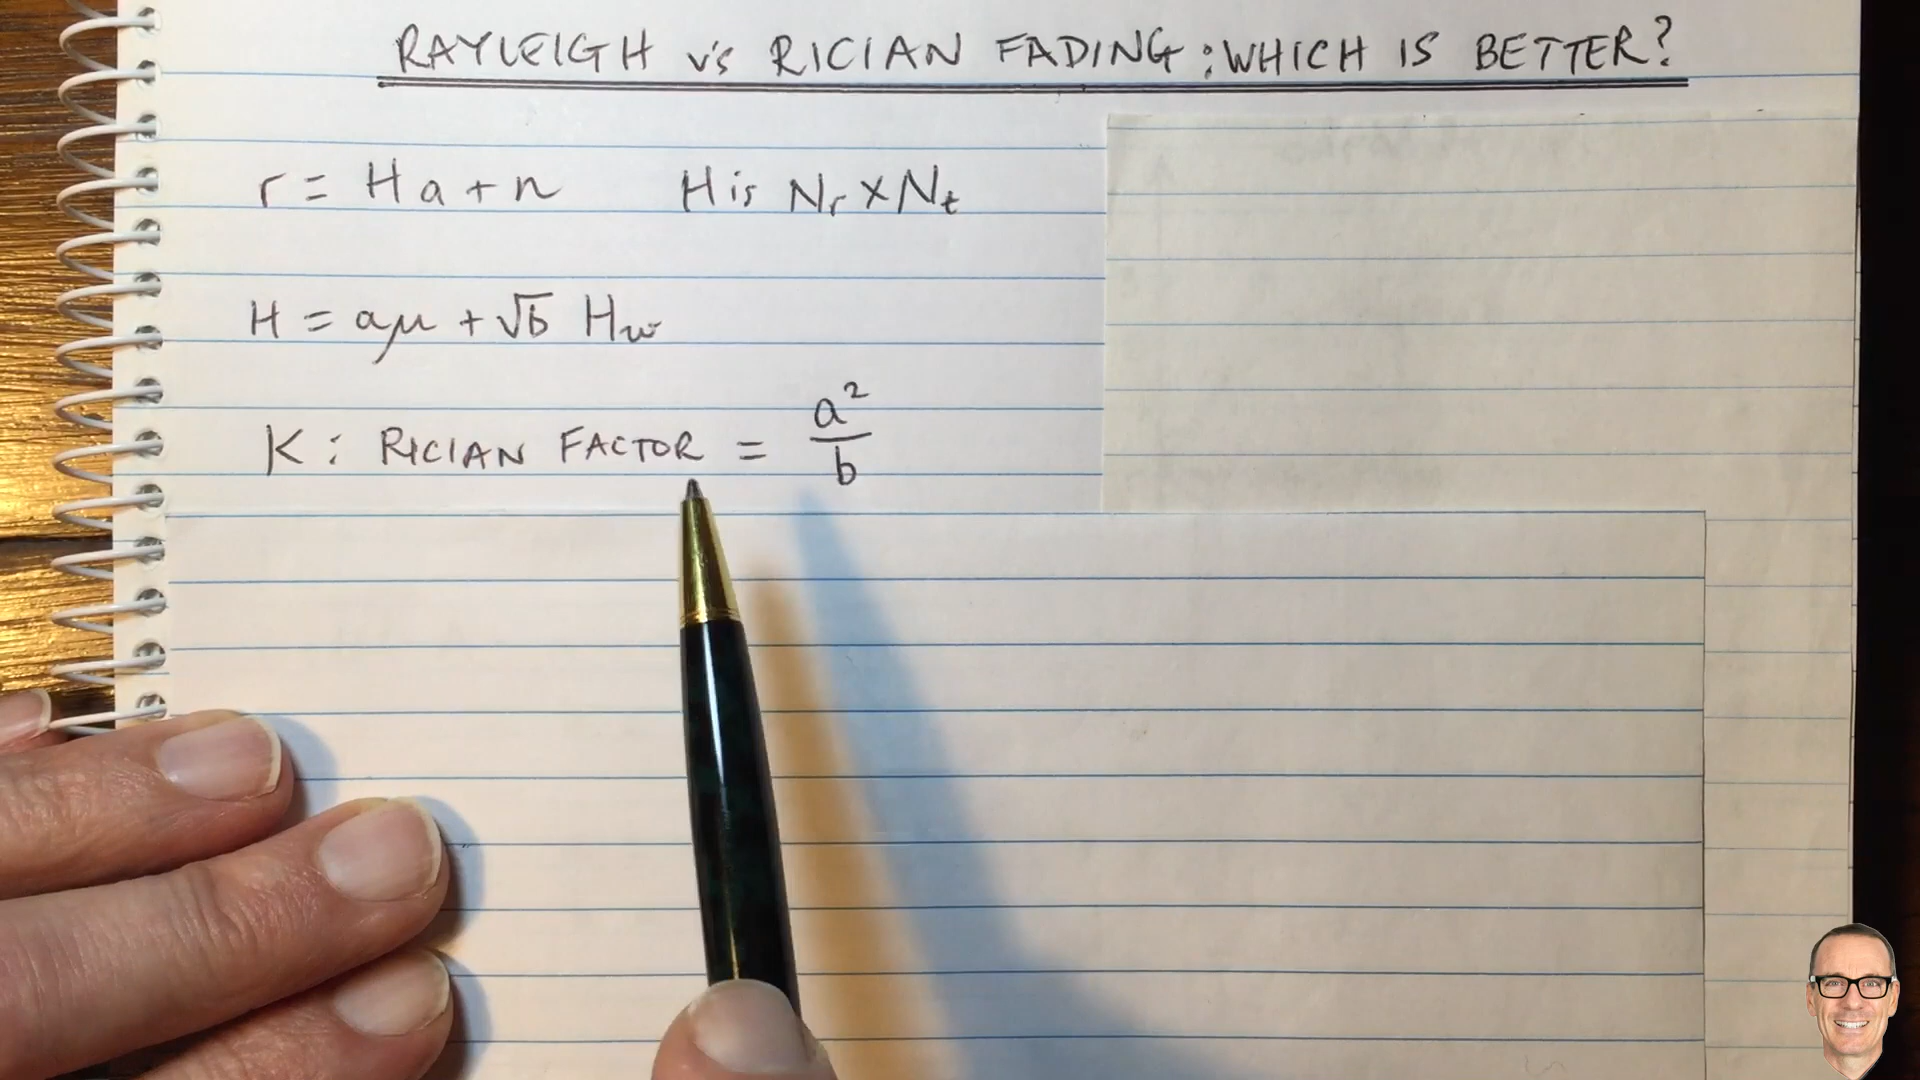 RAYLEIGH v's RICIAN FADING : WHICH IS BETTER?
r = Ha + n H is Nr x Nt
H = aμ + √b Hw
K : RICIAN FACTOR = a²/b